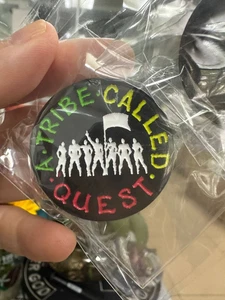 A TRIBE CALLED
· QUEST ·